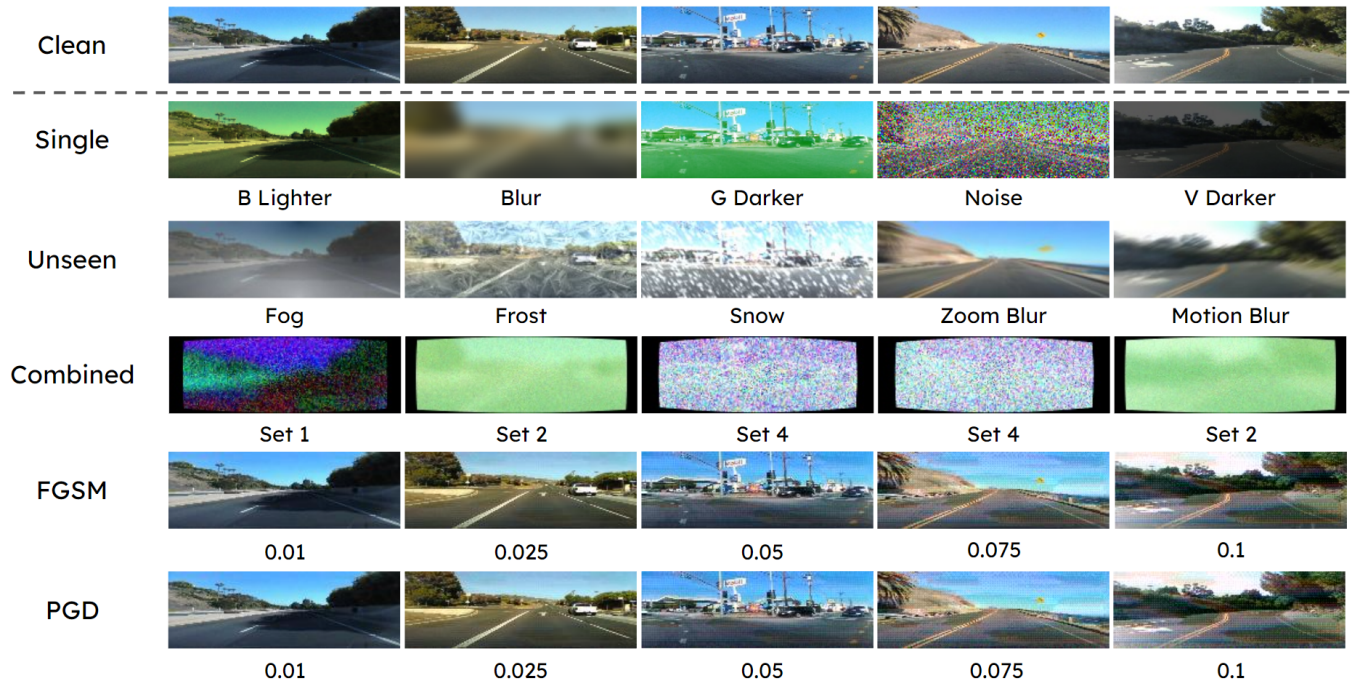 Clean
Single
B Lighter Blur G Darker Noise V Darker
Unseen
Fog Frost Snow Zoom Blur Motion Blur
Combined
Set 1 Set 2 Set 4 Set 4 Set 2
FGSM
0.01 0.025 0.05 0.075 0.1
PGD
0.01 0.025 0.05 0.075 0.1